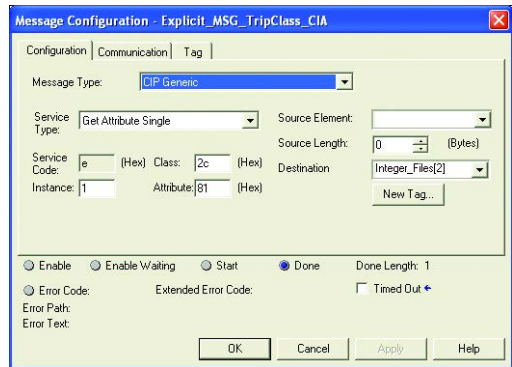 Message Configuration - Explicit_MSG_TripClass_CIA
Configuration Communication Tag
Message Type: CIP Generic
Service Type: Get Attribute Single
Source Element:
Source Length: 0 (Bytes)
Service Code: e (Hex) Class: 2c (Hex)
Destination Integer_Files[2]
Instance: 1 Attribute: 81 (Hex)
New Tag...
Enable Enable Waiting Start Done Done Length: 1
Error Code: Extended Error Code: Timed Out
Error Path:
Error Text:
OK Cancel Apply Help